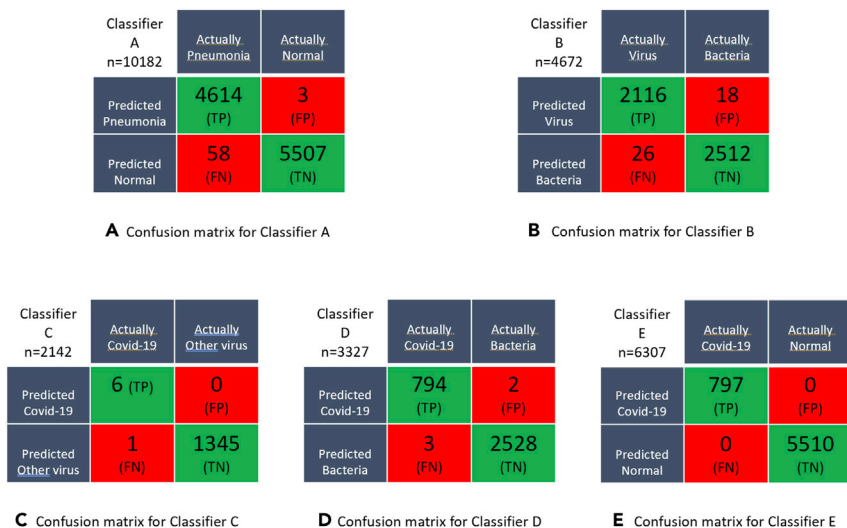 Classifier
A
n=10182
Actually
Pneumonia
Actually
Normal
Predicted
Pneumonia
4614
(TP)
3
(FP)
Predicted
Normal
58
(FN)
5507
(TN)
A Confusion matrix for Classifier A
Classifier
B
n=4672
Actually
Virus
Actually
Bacteria
Predicted
Virus
2116
(TP)
18
(FP)
Predicted
Bacteria
26
(FN)
2512
(TN)
B Confusion matrix for Classifier B
Classifier
C
n=2142
Actually
Covid-19
Actually
Other virus
Predicted
Covid-19
6 (TP)
0
(FP)
Predicted
Other virus
1
(FN)
1345
(TN)
C Confusion matrix for Classifier C
Classifier
D
n=3327
Actually
Covid-19
Actually
Bacteria
Predicted
Covid-19
794
(TP)
2
(FP)
Predicted
Bacteria
3
(FN)
2528
(TN)
D Confusion matrix for Classifier D
Classifier
E
n=6307
Actually
Covid-19
Actually
Normal
Predicted
Covid-19
797
(TP)
0
(FP)
Predicted
Normal
0
(FN)
5510
(TN)
E Confusion matrix for Classifier E